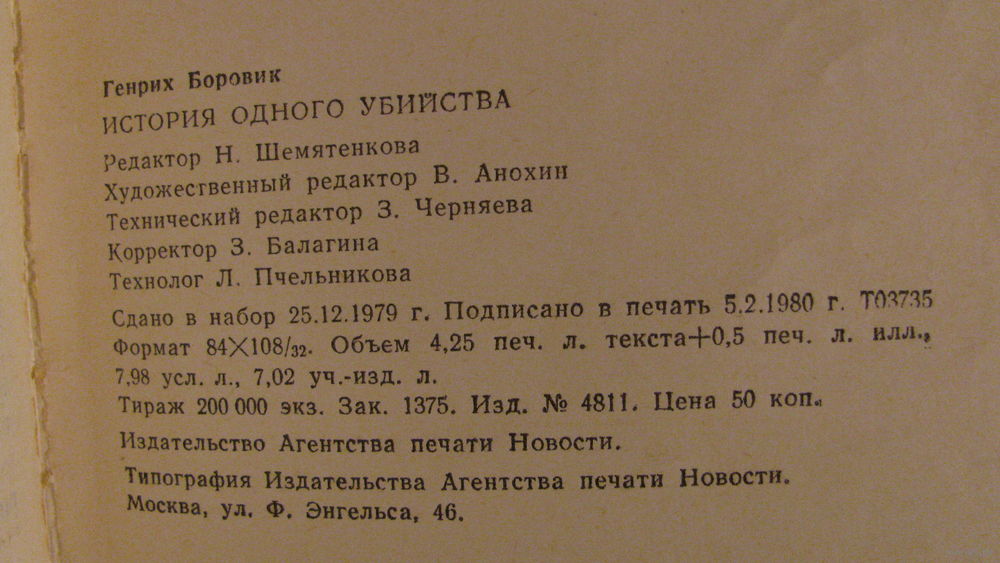 Генрих Боровик
ИСТОРИЯ ОДНОГО УБИЙСТВА
Редактор Н. Шемятенкова
Художественный редактор В. Анохин
Технический редактор З. Черняева
Корректор З. Балагина
Технолог Л. Пчельникова
Сдано в набор 25.12.1979 г. Подписано в печать 5.2.1980 г. Т03735
Формат 84×108/32. Объем 4,25 печ. л. текста+0,5 печ. л. илл.,
7,98 усл. л., 7,02 уч.-изд. л.
Тираж 200 000 экз. Зак. 1375. Изд. № 4811. Цена 50 коп.
Издательство Агентства печати Новости.
Типография Издательства Агентства печати Новости.
Москва, ул. Ф. Энгельса, 46.